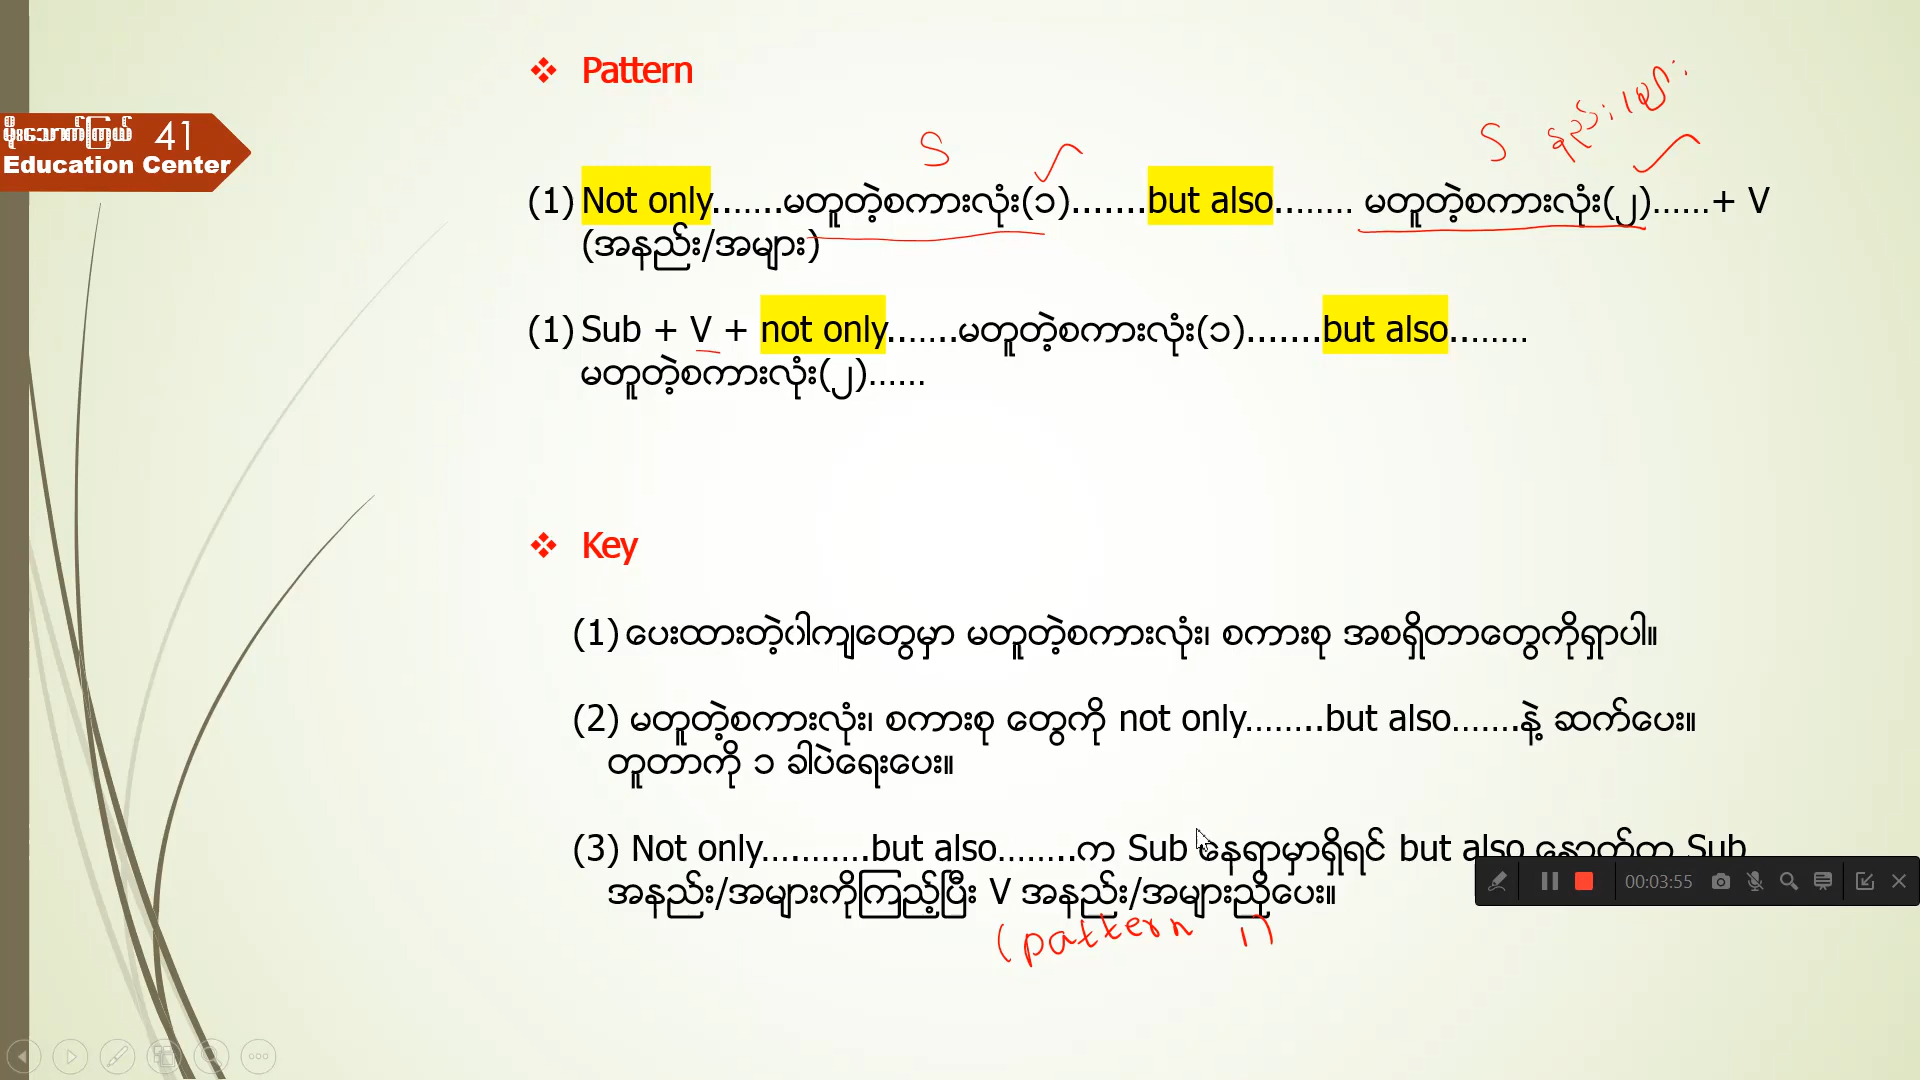 Pattern
41
Education Center
S
S
(1) Not only.......မတူတဲ့စကားလုံး(၁).......but also........ မတူတဲ့စကားလုံး(၂)......+ V
(အနည်း/အများ)
(1) Sub + V + not only.......မတူတဲ့စကားလုံး(၁).......but also........
မတူတဲ့စကားလုံး(၂)......
Key
(1) ပေးထားတဲ့ဝါကျတွေမှာ မတူတဲ့စကားလုံး၊ စကားစု အစရှိတာတွေကိုရှာပါ။
(2) မတူတဲ့စကားလုံး၊ စကားစု တွေကို not only........but also.......နဲ့ ဆက်ပေး။
တူတာကို ၁ ခါပဲရေးပေး။
(3) Not only...........but also........က Sub နေရာမှာရှိရင် but also နောက်က Sub
အနည်း/အများကိုကြည့်ပြီး V အနည်း/အများညှိပေး။
(pattern 1)
00:03:55